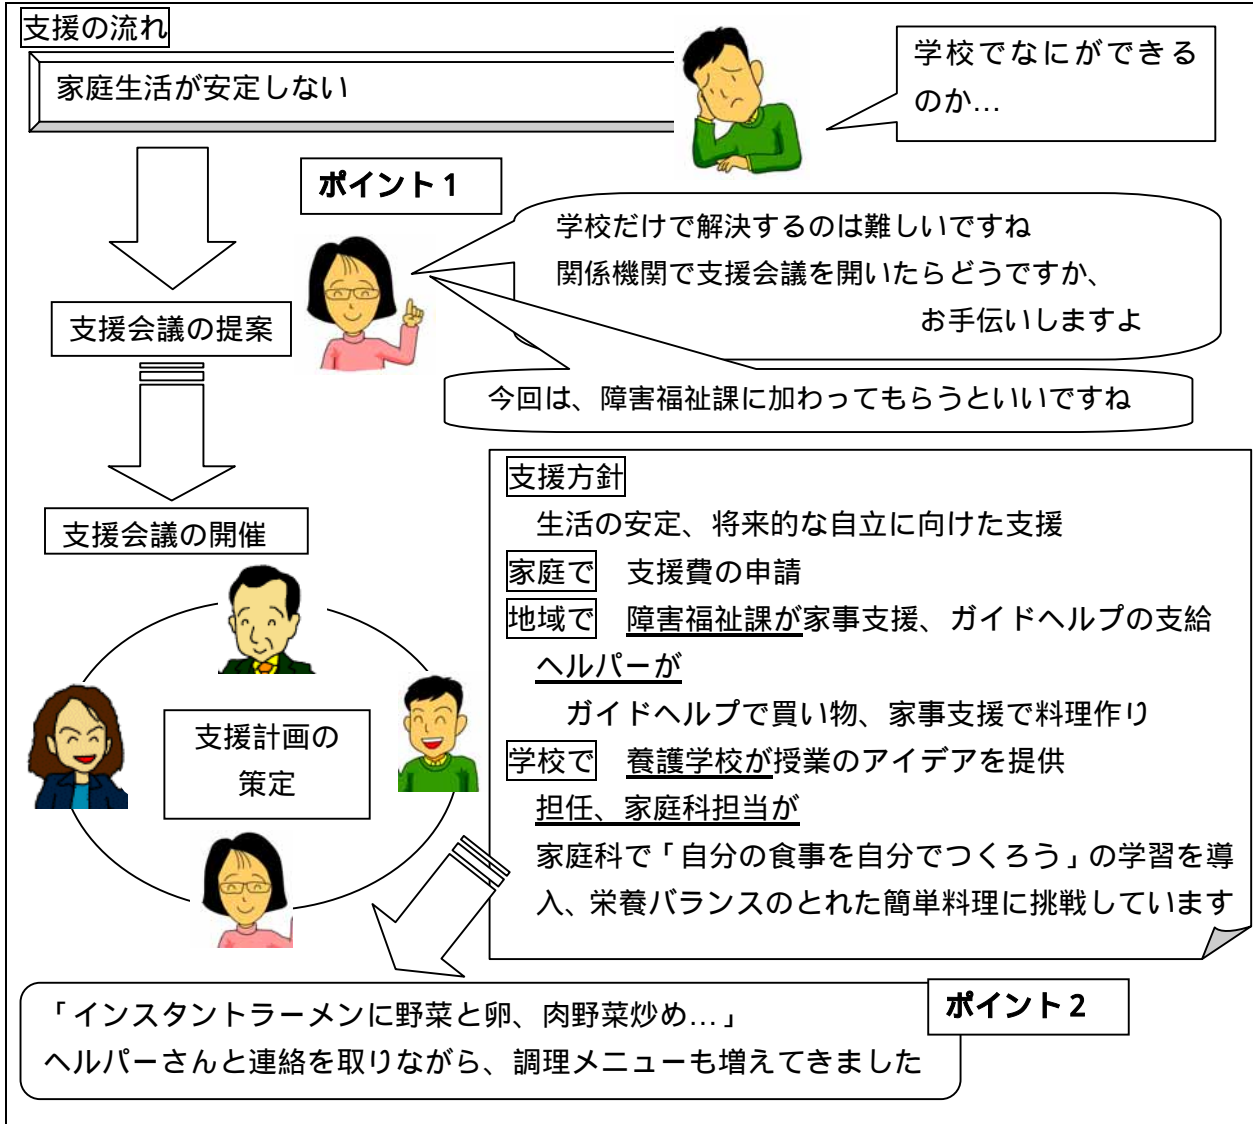 支援の流れ
家庭生活が安定しない
学校でなにができる
のか…
ポイント１
学校だけで解決するのは難しいですね
関係機関で支援会議を開いたらどうですか、
お手伝いしますよ
支援会議の提案
今回は、障害福祉課に加わってもらうといいですね
支援会議の開催
支援計画の
策定
支援方針
生活の安定、将来的な自立に向けた支援
家庭で　支援費の申請
地域で　障害福祉課が家事支援、ガイドヘルプの支給
ヘルパーが
ガイドヘルプで買い物、家事支援で料理作り
学校で　養護学校が授業のアイデアを提供
担任、家庭科担当が
家庭科で「自分の食事を自分でつくろう」の学習を導
入、栄養バランスのとれた簡単料理に挑戦しています
ポイント２
「インスタントラーメンに野菜と卵、肉野菜炒め…」
ヘルパーさんと連絡を取りながら、調理メニューも増えてきました